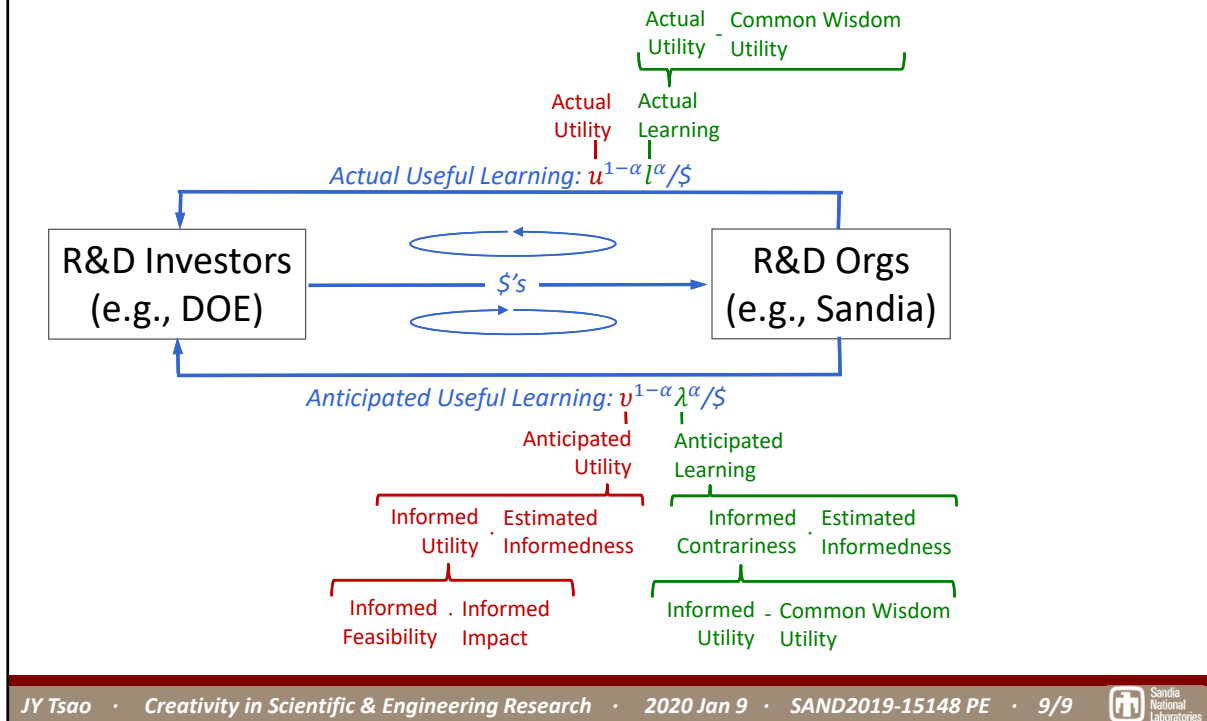 Actual Utility - Common Wisdom Utility
Actual Utility
Actual Learning
Actual Useful Learning: u^{1-α} l^α/$
R&D Investors
(e.g., DOE)
$'s
R&D Orgs
(e.g., Sandia)
Anticipated Useful Learning: υ^{1-α} λ^α/$
Anticipated
Utility
Anticipated
Learning
Informed Utility · Estimated Informedness
Informed Contrariness · Estimated Informedness
Informed Feasibility · Informed Impact
Informed Utility - Common Wisdom Utility
JY Tsao · Creativity in Scientific & Engineering Research · 2020 Jan 9 · SAND2019-15148 PE · 9/9
Sandia
National
Laboratories